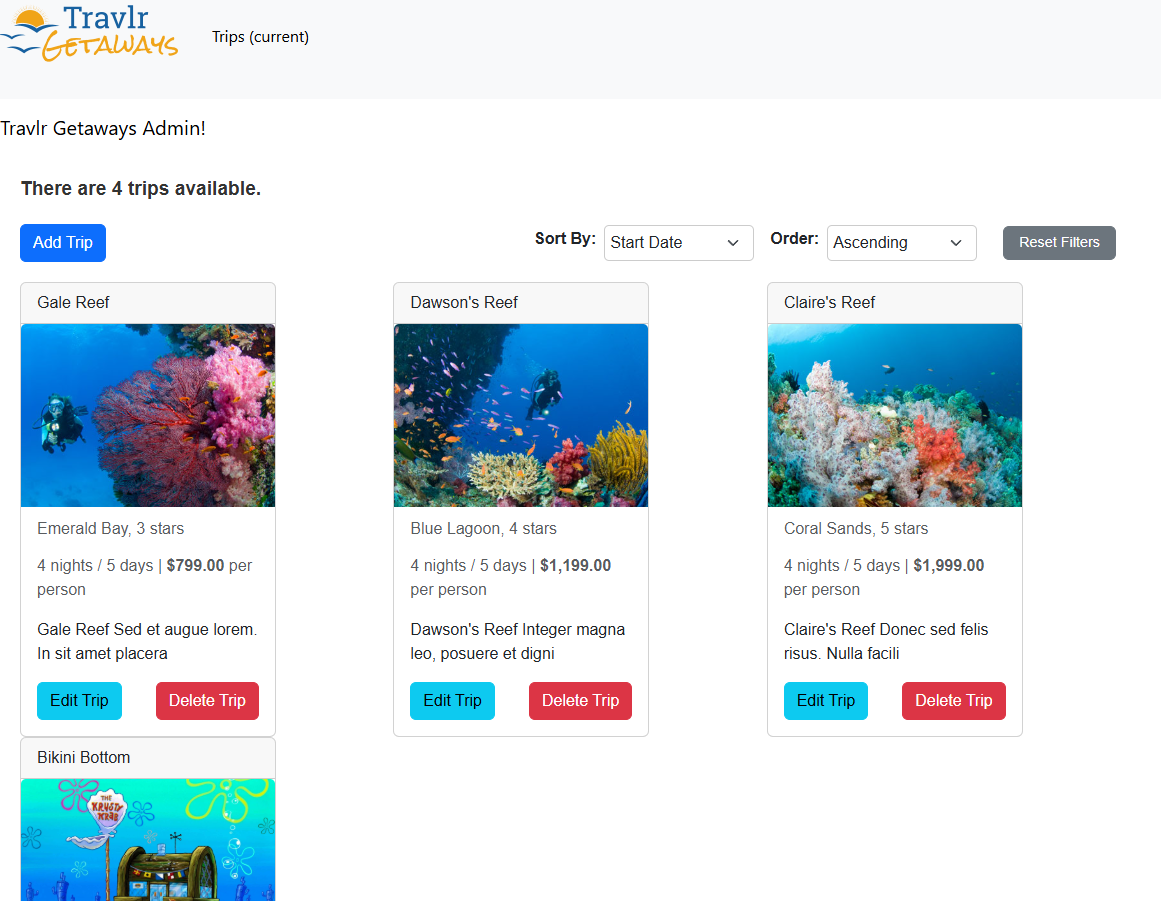 Travlr
GETAWAYS
Trips (current)
Travlr Getaways Admin!
There are 4 trips available.
Add Trip
Sort By:
Start Date
Order:
Ascending
Reset Filters
Gale Reef
Emerald Bay, 3 stars
4 nights / 5 days | $799.00 per
person
Gale Reef Sed et augue lorem.
In sit amet placera
Edit Trip
Delete Trip
Dawson's Reef
Blue Lagoon, 4 stars
4 nights / 5 days | $1,199.00
per person
Dawson's Reef Integer magna
leo, posuere et digni
Edit Trip
Delete Trip
Claire's Reef
Coral Sands, 5 stars
4 nights / 5 days | $1,999.00
per person
Claire's Reef Donec sed felis
risus. Nulla facili
Edit Trip
Delete Trip
Bikini Bottom
THE
KRUSTY
KRAB